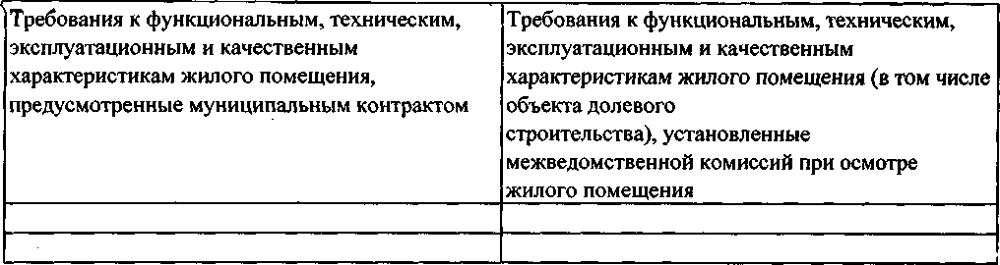 Требования к функциональным, техническим,
эксплуатационным и качественным
характеристикам жилого помещения,
предусмотренные муниципальным контрактом
Требования к функциональным, техническим,
эксплуатационным и качественным
характеристикам жилого помещения (в том числе
объекта долевого
строительства), установленные
межведомственной комиссий при осмотре
жилого помещения